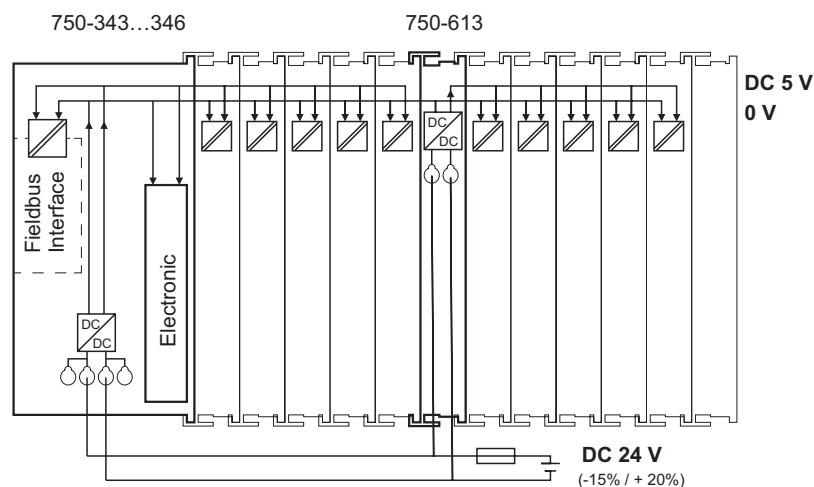 750-343...346
750-613
DC 5 V
0 V
DC
DC
Fieldbus
Interface
Electronic
DC
DC
DC 24 V
(-15% / + 20%)